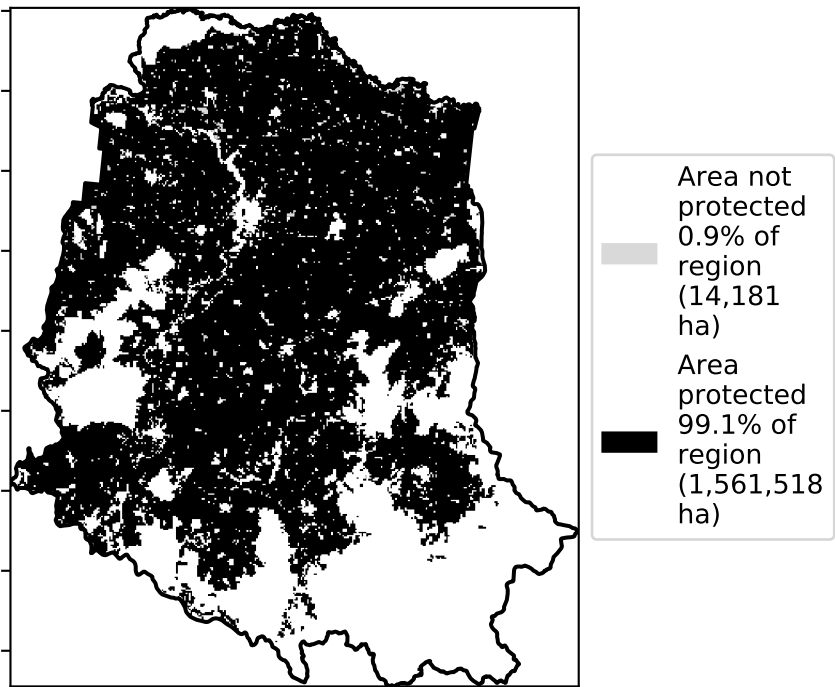 Area not
protected
0.9% of
region
(14,181
ha)
Area
protected
99.1% of
region
(1,561,518
ha)